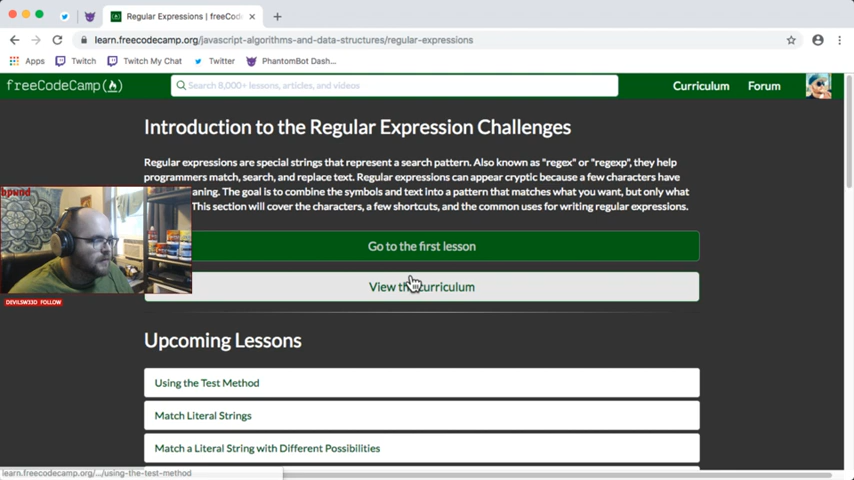 Regular Expressions | freeCo
learn.freecodecamp.org/javascript-algorithms-and-data-structures/regular-expressions
Apps Twitch Twitch My Chat Twitter PhantomBot Dash...
freeCodeCamp
Search 8,000+ lessons, articles, and videos
Curriculum Forum
Introduction to the Regular Expression Challenges
Regular expressions are special strings that represent a search pattern. Also known as "regex" or "regexp", they help
programmers match, search, and replace text. Regular expressions can appear cryptic because a few characters have
aning. The goal is to combine the symbols and text into a pattern that matches what you want, but only what
This section will cover the characters, a few shortcuts, and the common uses for writing regular expressions.
Go to the first lesson
View th curriculum
DEVILSW33D FOLLOW
Upcoming Lessons
Using the Test Method
Match Literal Strings
Match a Literal String with Different Possibilities
learn.freecodecamp.org/.../using-the-test-method